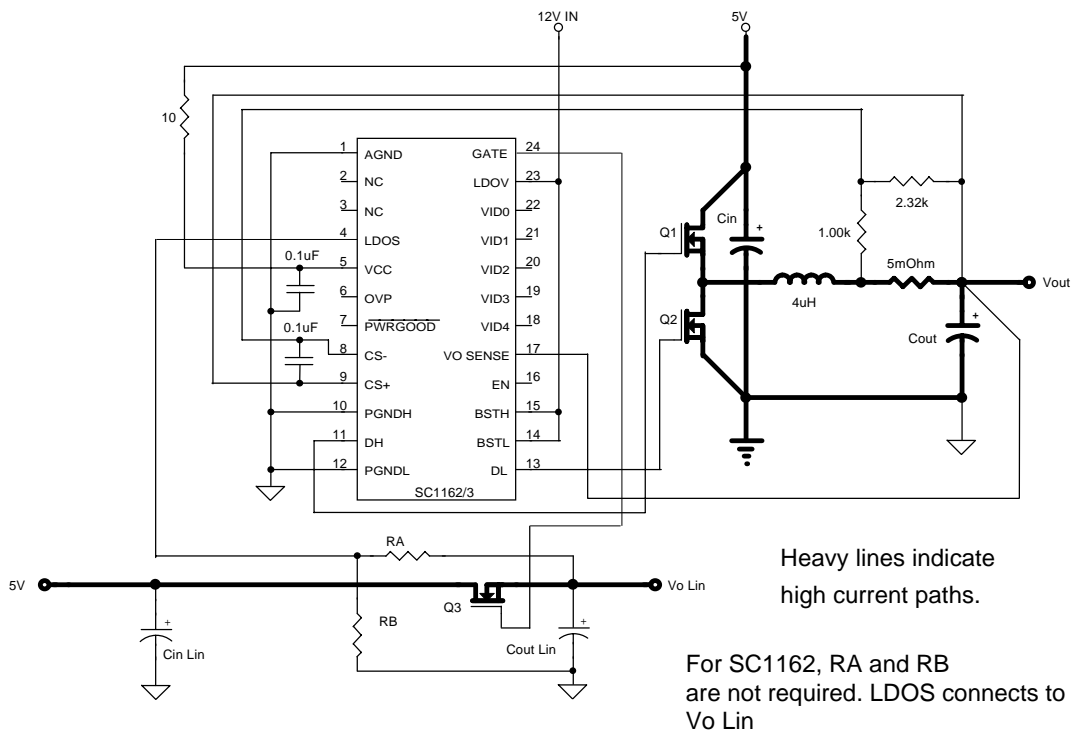 12V IN
5V
10
2.32k
1.00k
5mOhm
4uH
Cin
+
Q1
Q2
Vout
+
Cout
1 AGND GATE 24
2 NC LDOV 23
3 NC VID0 22
4 LDOS VID1 21
0.1uF
5 VCC VID2 20
6 OVP VID3 19
0.1uF
7 PWRGOOD VID4 18
8 CS- VO SENSE 17
9 CS+ EN 16
10 PGNDH BSTH 15
11 DH BSTL 14
12 PGNDL DL 13
SC1162/3
RA
5V
Q3
Vo Lin
RB
+
Cin Lin
+
Cout Lin
Heavy lines indicate
high current paths.
For SC1162, RA and RB
are not required. LDOS connects to
Vo Lin